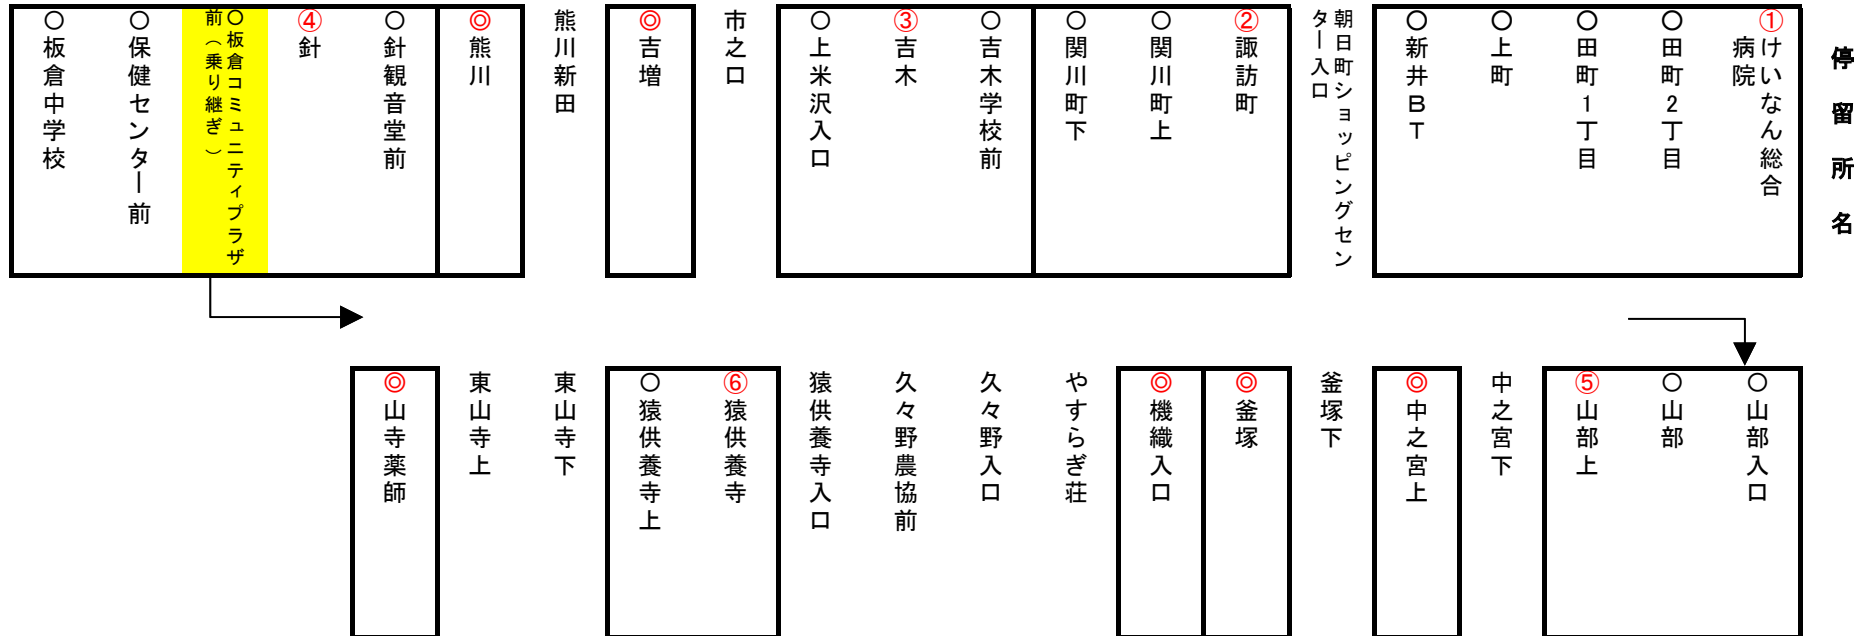 停留所名
①けいなん総合
病院
○田町2丁目
○田町1丁目
○上町
○新井BT
朝日町ショッピングセン
ター入口
②諏訪町
○関川町上
○関川町下
○吉木学校前
③吉木
○上米沢入口
市之口
◎吉増
熊川新田
◎熊川
○針観音堂前
④針
○板倉コミュニティプラザ
前(乗り継ぎ)
○保健センター前
○板倉中学校
○山部入口
○山部
⑤山部上
中之宮下
◎中之宮上
釜塚下
◎釜塚
◎機織入口
やすらぎ荘
久々野入口
久々野農協前
猿供養寺入口
⑥猿供養寺
○猿供養寺上
東山寺下
東山寺上
◎山寺薬師